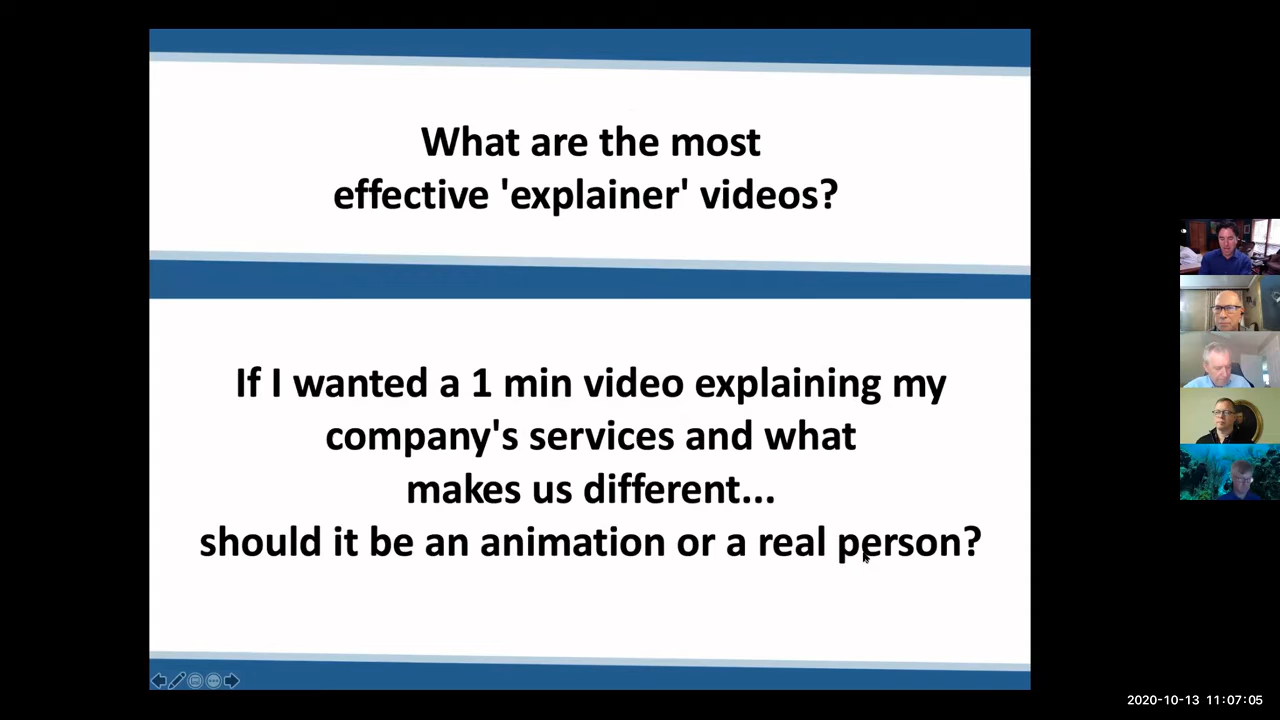 What are the most
effective 'explainer' videos?
If I wanted a 1 min video explaining my
company's services and what
makes us different...
should it be an animation or a real person?
2020-10-13 11:07:05